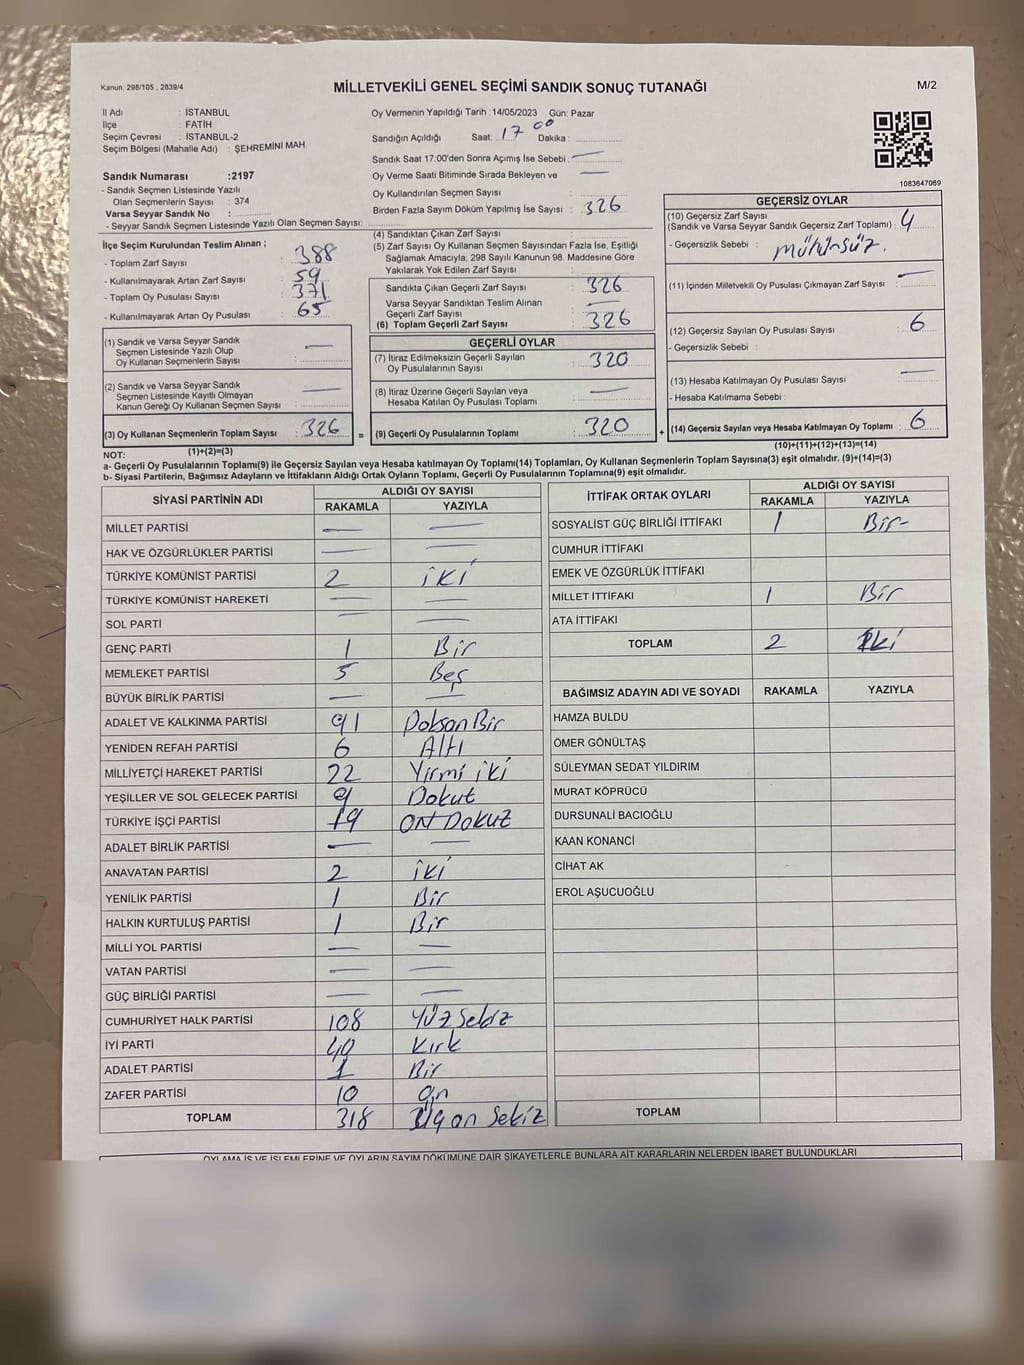 Kanun: 298/105 , 2839/4
MİLLETVEKİLİ GENEL SEÇİMİ SANDIK SONUÇ TUTANAĞI
M/2
İl Adı : İSTANBUL
İlçe : FATİH
Seçim Çevresi : İSTANBUL-2
Seçim Bölgesi (Mahalle Adı) : ŞEHREMİNİ MAH
Sandık Numarası :2197
- Sandık Seçmen Listesinde Yazılı
Olan Seçmenlerin Sayısı : 374
Varsa Seyyar Sandık No :
- Seyyar Sandık Seçmen Listesinde Yazılı Olan Seçmen Sayısı:
Oy Vermenin Yapıldığı Tarih :14/05/2023 Gün: Pazar
Sandığın Açıldığı Saat: 17 00 Dakika :
Sandık Saat 17:00'den Sonra Açımış İse Sebebi : —
Oy Verme Saati Bitiminde Sırada Bekleyen ve —
Oy Kullandırılan Seçmen Sayısı
Birden Fazla Sayım Döküm Yapılmış İse Sayısı : 326
1083647069
İlçe Seçim Kurulundan Teslim Alınan ;
- Toplam Zarf Sayısı : 388
- Kullanılmayarak Artan Zarf Sayısı : 59
- Toplam Oy Pusulası Sayısı : 371
- Kullanılmayarak Artan Oy Pusulası : 65
(4) Sandıktan Çıkan Zarf Sayısı :
(5) Zarf Sayısı Oy Kullanan Seçmen Sayısından Fazla İse, Eşitliği
Sağlamak Amacıyla; 298 Sayılı Kanunun 98. Maddesine Göre
Yakılarak Yok Edilen Zarf Sayısı :
Sandıkta Çıkan Geçerli Zarf Sayısı : 326
Varsa Seyyar Sandıktan Teslim Alınan
Geçerli Zarf Sayısı : —
(6) Toplam Geçerli Zarf Sayısı : 326
GEÇERSİZ OYLAR
(10) Geçersiz Zarf Sayısı
(Sandık ve Varsa Seyyar Sandık Geçersiz Zarf Toplamı) : 4
- Geçersizlik Sebebi : Mühürsüz.
(11) İçinden Milletvekili Oy Pusulası Çıkmayan Zarf Sayısı : —
(12) Geçersiz Sayılan Oy Pusulası Sayısı : 6
- Geçersizlik Sebebi :
(13) Hesaba Katılmayan Oy Pusulası Sayısı : —
- Hesaba Katılmama Sebebi :
(14) Geçersiz Sayılan veya Hesaba Katılmayan Oy Toplamı : 6
(10)+(11)+(12)+(13)=(14)
(1) Sandık ve Varsa Seyyar Sandık
Seçmen Listesinde Yazılı Olup
Oy Kullanan Seçmenlerin Sayısı : —
(2) Sandık ve Varsa Seyyar Sandık
Seçmen Listesinde Kayıtlı Olmayan
Kanun Gereği Oy Kullanan Seçmen Sayısı : —
(3) Oy Kullanan Seçmenlerin Toplam Sayısı : 326 =
(1)+(2)=(3)
GEÇERLİ OYLAR
(7) İtiraz Edilmeksizin Geçerli Sayılan
Oy Pusulalarının Sayısı : 320
(8) İtiraz Üzerine Geçerli Sayılan veya
Hesaba Katılan Oy Pusulası Toplamı : —
(9) Geçerli Oy Pusulalarının Toplamı : 320 +
NOT:
a- Geçerli Oy Pusulalarının Toplamı(9) ile Geçersiz Sayılan veya Hesaba katılmayan Oy Toplamı(14) Toplamları, Oy Kullanan Seçmenlerin Toplam Sayısına(3) eşit olmalıdır. (9)+(14)=(3)
b- Siyasi Partilerin, Bağımsız Adayların ve İttifakların Aldığı Ortak Oyların Toplamı, Geçerli Oy Pusulalarının Toplamına(9) eşit olmalıdır.
SİYASİ PARTİNİN ADI ALDIĞI OY SAYISI
RAKAMLA YAZIYLA
MİLLET PARTİSİ — —
HAK VE ÖZGÜRLÜKLER PARTİSİ — —
TÜRKİYE KOMÜNİST PARTİSİ 2 iki
TÜRKİYE KOMÜNİST HAREKETİ — —
SOL PARTİ — —
GENÇ PARTİ 1 Bir
MEMLEKET PARTİSİ 5 Beş
BÜYÜK BİRLİK PARTİSİ — —
ADALET VE KALKINMA PARTİSİ 91 Doksan Bir
YENİDEN REFAH PARTİSİ 6 Altı
MİLLİYETÇİ HAREKET PARTİSİ 22 Yirmi iki
YEŞİLLER VE SOL GELECEK PARTİSİ 9 Dokuz
TÜRKİYE İŞÇİ PARTİSİ 19 ON DOKUZ
ADALET BİRLİK PARTİSİ — —
ANAVATAN PARTİSİ 2 iki
YENİLİK PARTİSİ 1 Bir
HALKIN KURTULUŞ PARTİSİ 1 Bir
MİLLİ YOL PARTİSİ — —
VATAN PARTİSİ — —
GÜÇ BİRLİĞİ PARTİSİ — —
CUMHURİYET HALK PARTİSİ 108 Yüz Sekiz
İYİ PARTİ 40 Kırk
ADALET PARTİSİ 1 Bir
ZAFER PARTİSİ 10 On
TOPLAM 318 Üç on Sekiz
İTTİFAK ORTAK OYLARI ALDIĞI OY SAYISI
RAKAMLA YAZIYLA
SOSYALİST GÜÇ BİRLİĞİ İTTİFAKI 1 Bir-
CUMHUR İTTİFAKI
EMEK VE ÖZGÜRLÜK İTTİFAKI
MİLLET İTTİFAKI 1 Bir
ATA İTTİFAKI
TOPLAM 2 İki
BAĞIMSIZ ADAYIN ADI VE SOYADI RAKAMLA YAZIYLA
HAMZA BULDU
ÖMER GÖNÜLTAŞ
SÜLEYMAN SEDAT YILDIRIM
MURAT KÖPRÜCÜ
DURSUNALİ BACIOĞLU
KAAN KONANCİ
CİHAT AK
EROL AŞUCUOĞLU
TOPLAM
OYLAMA İŞ VE İŞLEMLERİNE VE OYLARIN SAYIM DÖKÜMÜNE DAİR ŞİKAYETLERLE BUNLARA AİT KARARLARIN NELERDEN İBARET BULUNDUKLARI